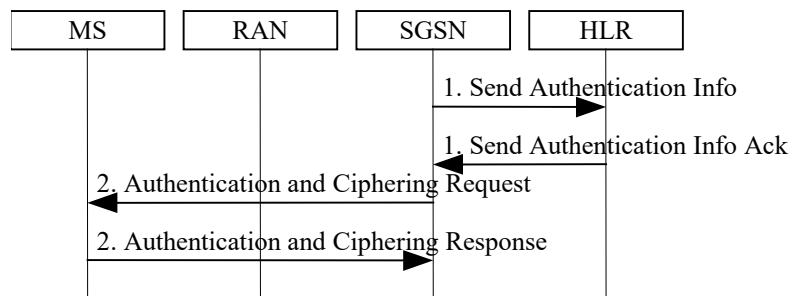 MS RAN SGSN HLR
1. Send Authentication Info
1. Send Authentication Info Ack
2. Authentication and Ciphering Request
2. Authentication and Ciphering Response